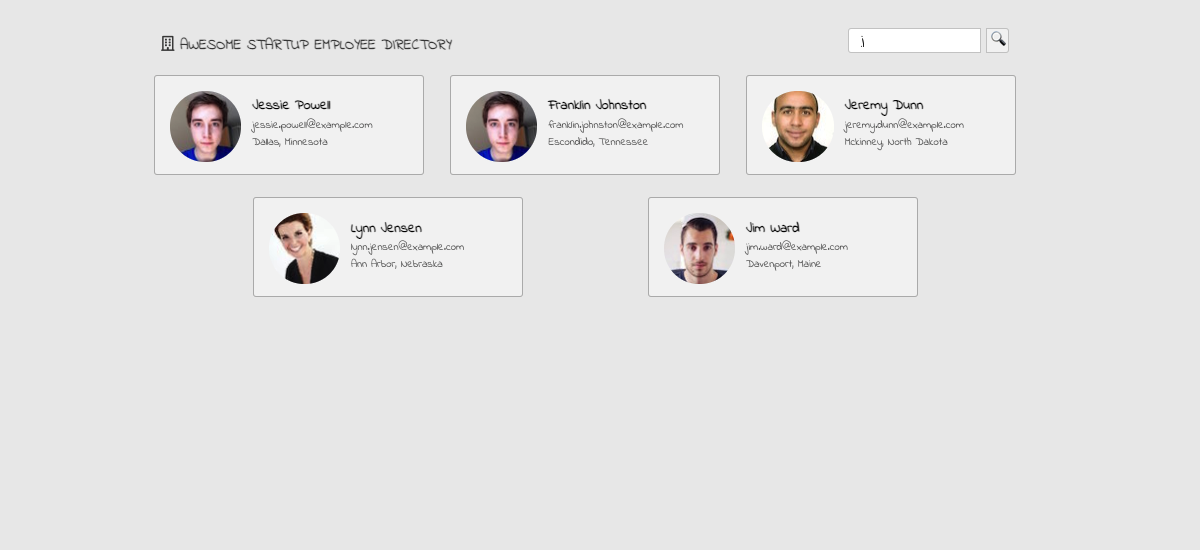 AWESOME STARTUP EMPLOYEE DIRECTORY
j
Jessie Powell
jessie.powell@example.com
Dallas, Minnesota
Franklin Johnston
franklin.johnston@example.com
Escondido, Tennessee
Jeremy Dunn
jeremy.dunn@example.com
Mckinney, North Dakota
Lynn Jensen
lynn.jensen@example.com
Ann Arbor, Nebraska
Jim Ward
jim.ward@example.com
Davenport, Maine